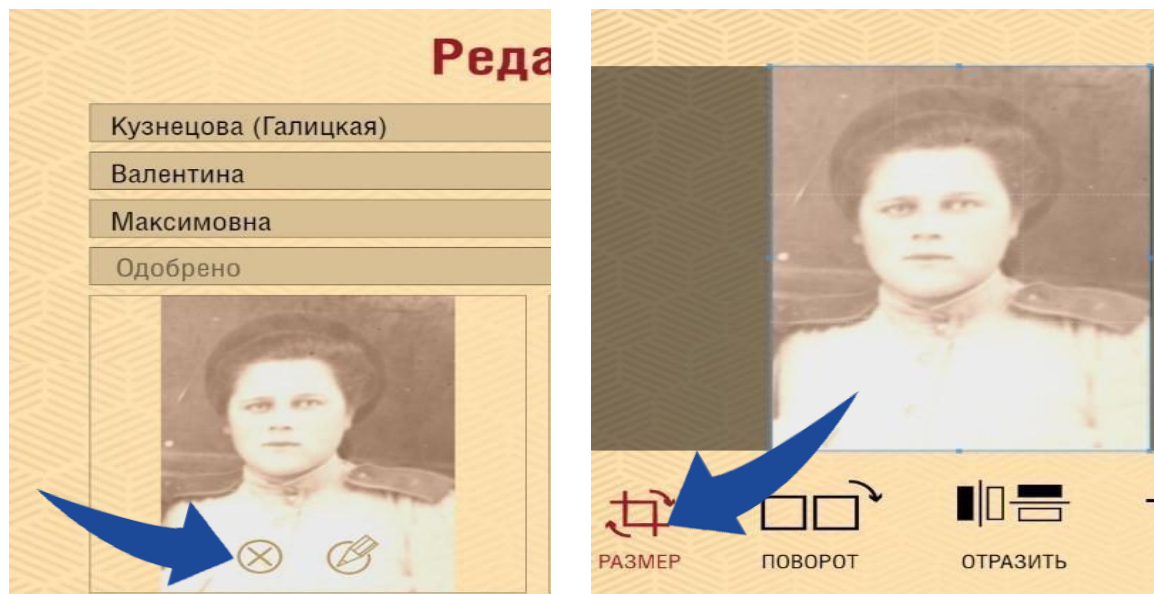 Реда
Кузнецова (Галицкая)
Валентина
Максимовна
Одобрено
РАЗМЕР
ПОВОРОТ
ОТРАЗИТЬ